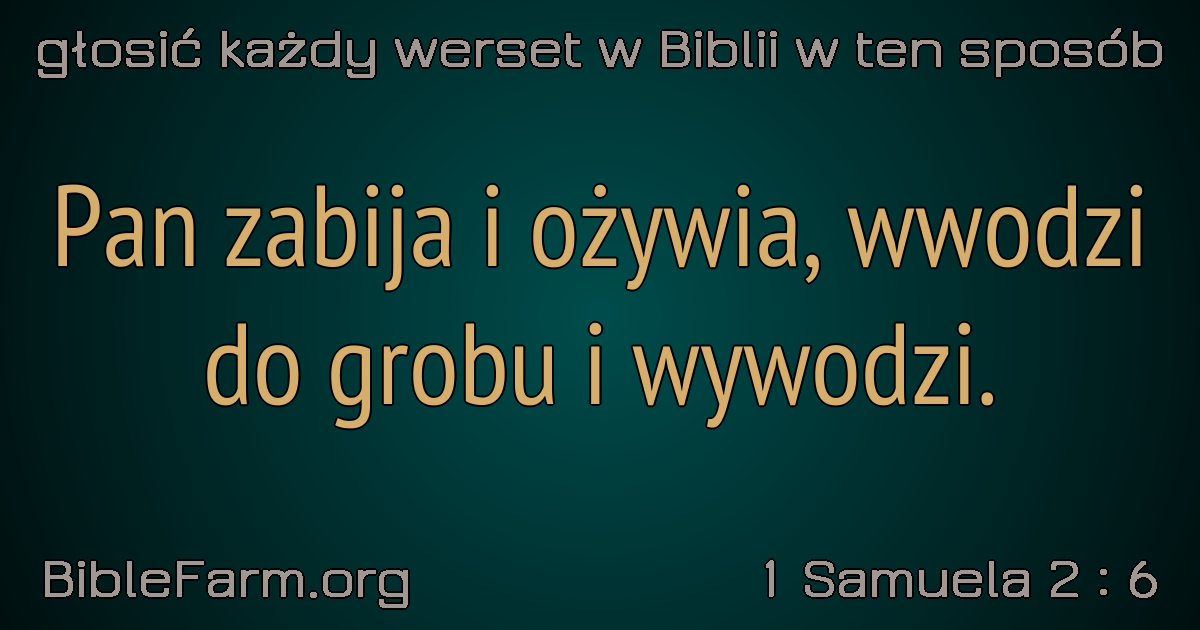 głosić każdy werset w Biblii w ten sposób
Pan zabija i ożywia, wwodzi
do grobu i wywodzi.
BibleFarm.org
1 Samuela 2 : 6